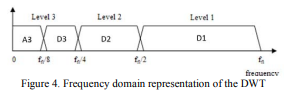 Level 3 Level 2 Level 1
A3 D3 D2 D1
0 fn/8 fn/4 fn/2 fn
frequency
Figure 4. Frequency domain representation of the DWT